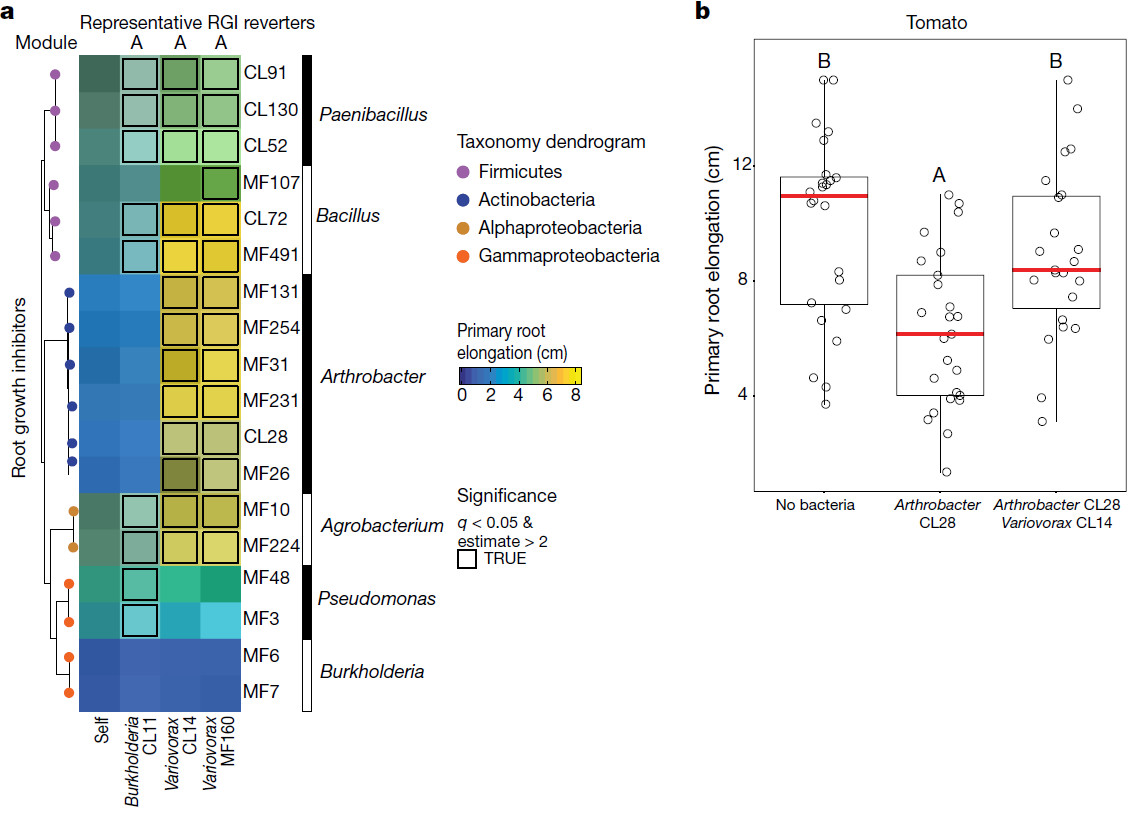 a
Representative RGI reverters
Module A A A
CL91
CL130
CL52
MF107
CL72
MF491
MF131
MF254
MF31
MF231
CL28
MF26
MF10
MF224
MF48
MF3
MF6
MF7
Paenibacillus
Bacillus
Arthrobacter
Agrobacterium
Pseudomonas
Burkholderia
Root growth inhibitors
Self
Burkholderia
CL11
Variovorax
CL14
Variovorax
MF160
Taxonomy dendrogram
Firmicutes
Actinobacteria
Alphaproteobacteria
Gammaproteobacteria
Primary root
elongation (cm)
0 2 4 6 8
Significance
q < 0.05 &
estimate > 2
TRUE
b
Tomato
Primary root elongation (cm)
12
8
4
B
A
B
No bacteria
Arthrobacter
CL28
Arthrobacter CL28
Variovorax CL14